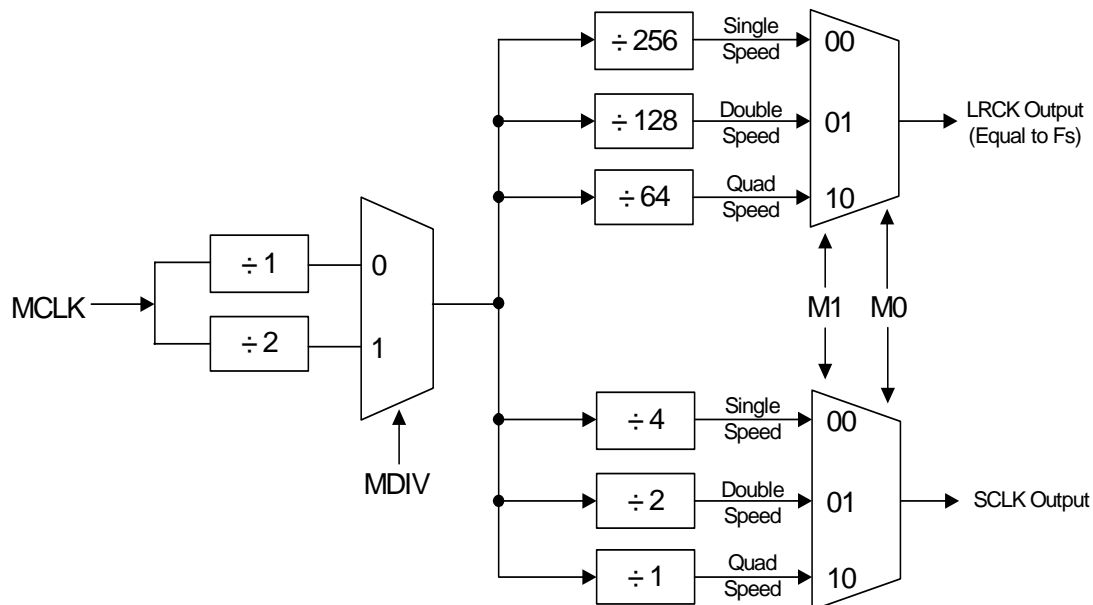 ÷ 256
Single
Speed
00
÷ 128
Double
Speed
01
LRCK Output
(Equal to Fs)
÷ 64
Quad
Speed
10
MCLK
÷ 1
0
÷ 2
1
MDIV
M1
M0
÷ 4
Single
Speed
00
÷ 2
Double
Speed
01
SCLK Output
÷ 1
Quad
Speed
10